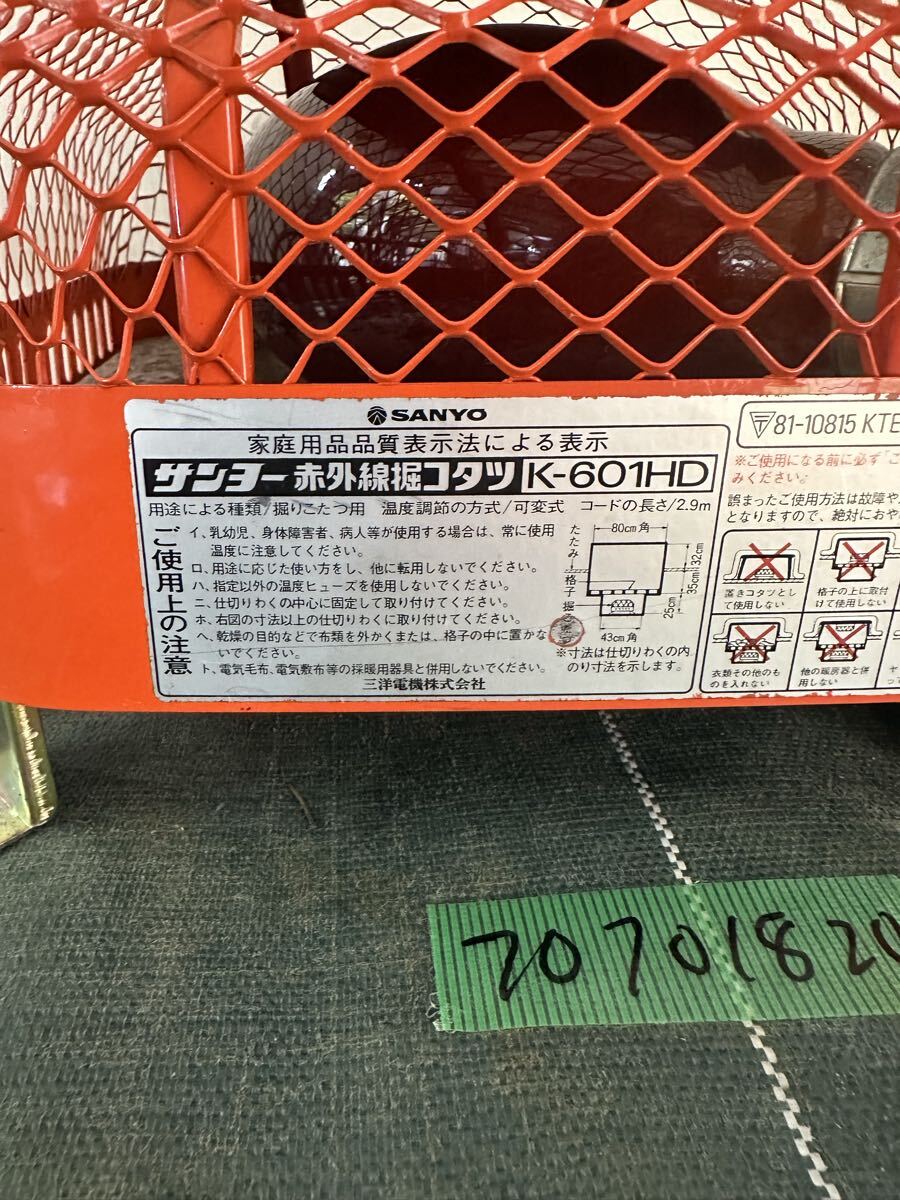 SANYO
家庭用品品質表示法による表示
サンヨー赤外線掘コタツ K-601HD
用途による種類/掘りこたつ用 温度調節の方式/可変式 コードの長さ/2.9m
ご使用上の注意
イ、乳幼児、身体障害者、病人等が使用する場合は、常に使用
温度に注意してください。
ロ、用途に応じた使い方をし、他に転用しないでください。
ハ、指定以外の温度ヒューズを使用しないでください。
ニ、仕切りわくの中心に固定して取り付けてください。
ホ、右図の寸法以上の仕切りわくに取り付けてください。
ヘ、乾燥の目的などで布類を外かくまたは、格子の中に置かな
いでください。
ト、電気毛布、電気敷布等の採暖用器具と併用しないでください。
三洋電機株式会社
80cm角
たたみ
格子
掘
32cm
35cm
25cm
43cm角
※寸法は仕切りわくの内
のり寸法を示します。
81-10815 KTE
※ご使用になる前に必ず「ご
みください。
誤まったご使用方法は故障や
となりますので、絶対におや
置きコタツとし
て使用しない
格子の上に取付
けて使用しない
衣類その他のも
のを入れない
他の暖房器と併
用しない
70701820